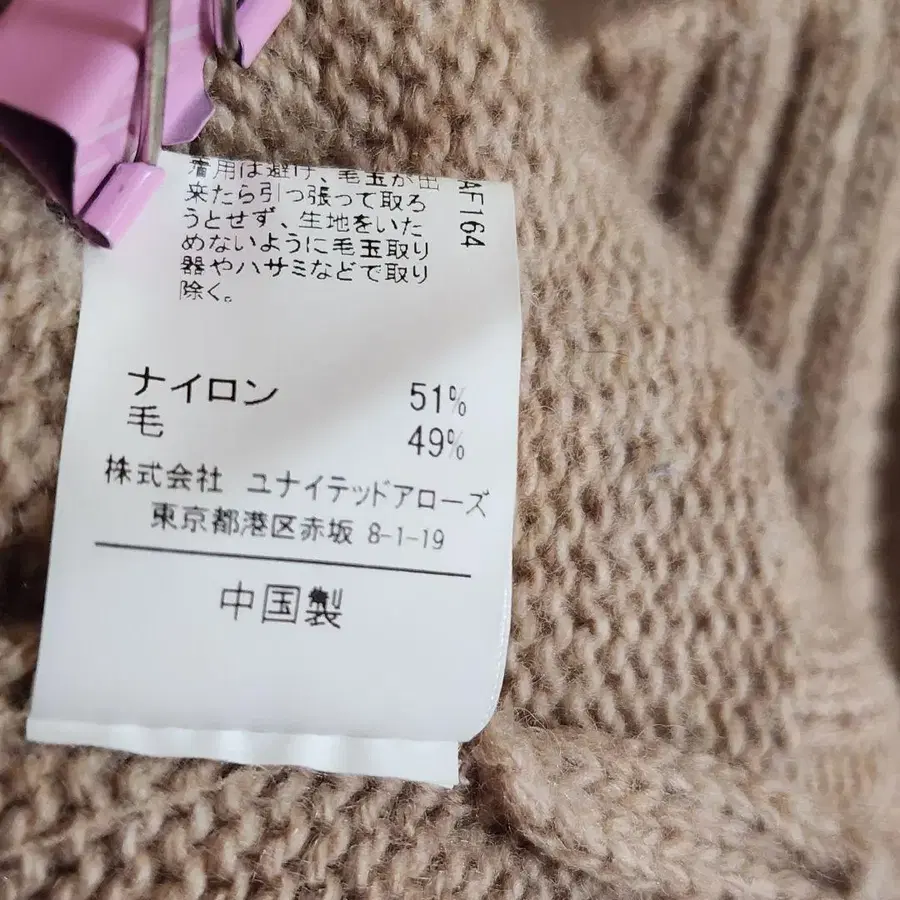 着用は避け、毛玉が出
来たら引っ張って取ろ
うとせず、生地をいた
めないように毛玉取り
器やハサミなどで取り
除く。
AF164
ナイロン 51%
毛 49%
株式会社 ユナイテッドアローズ
東京都港区赤坂 8-1-19
中国製